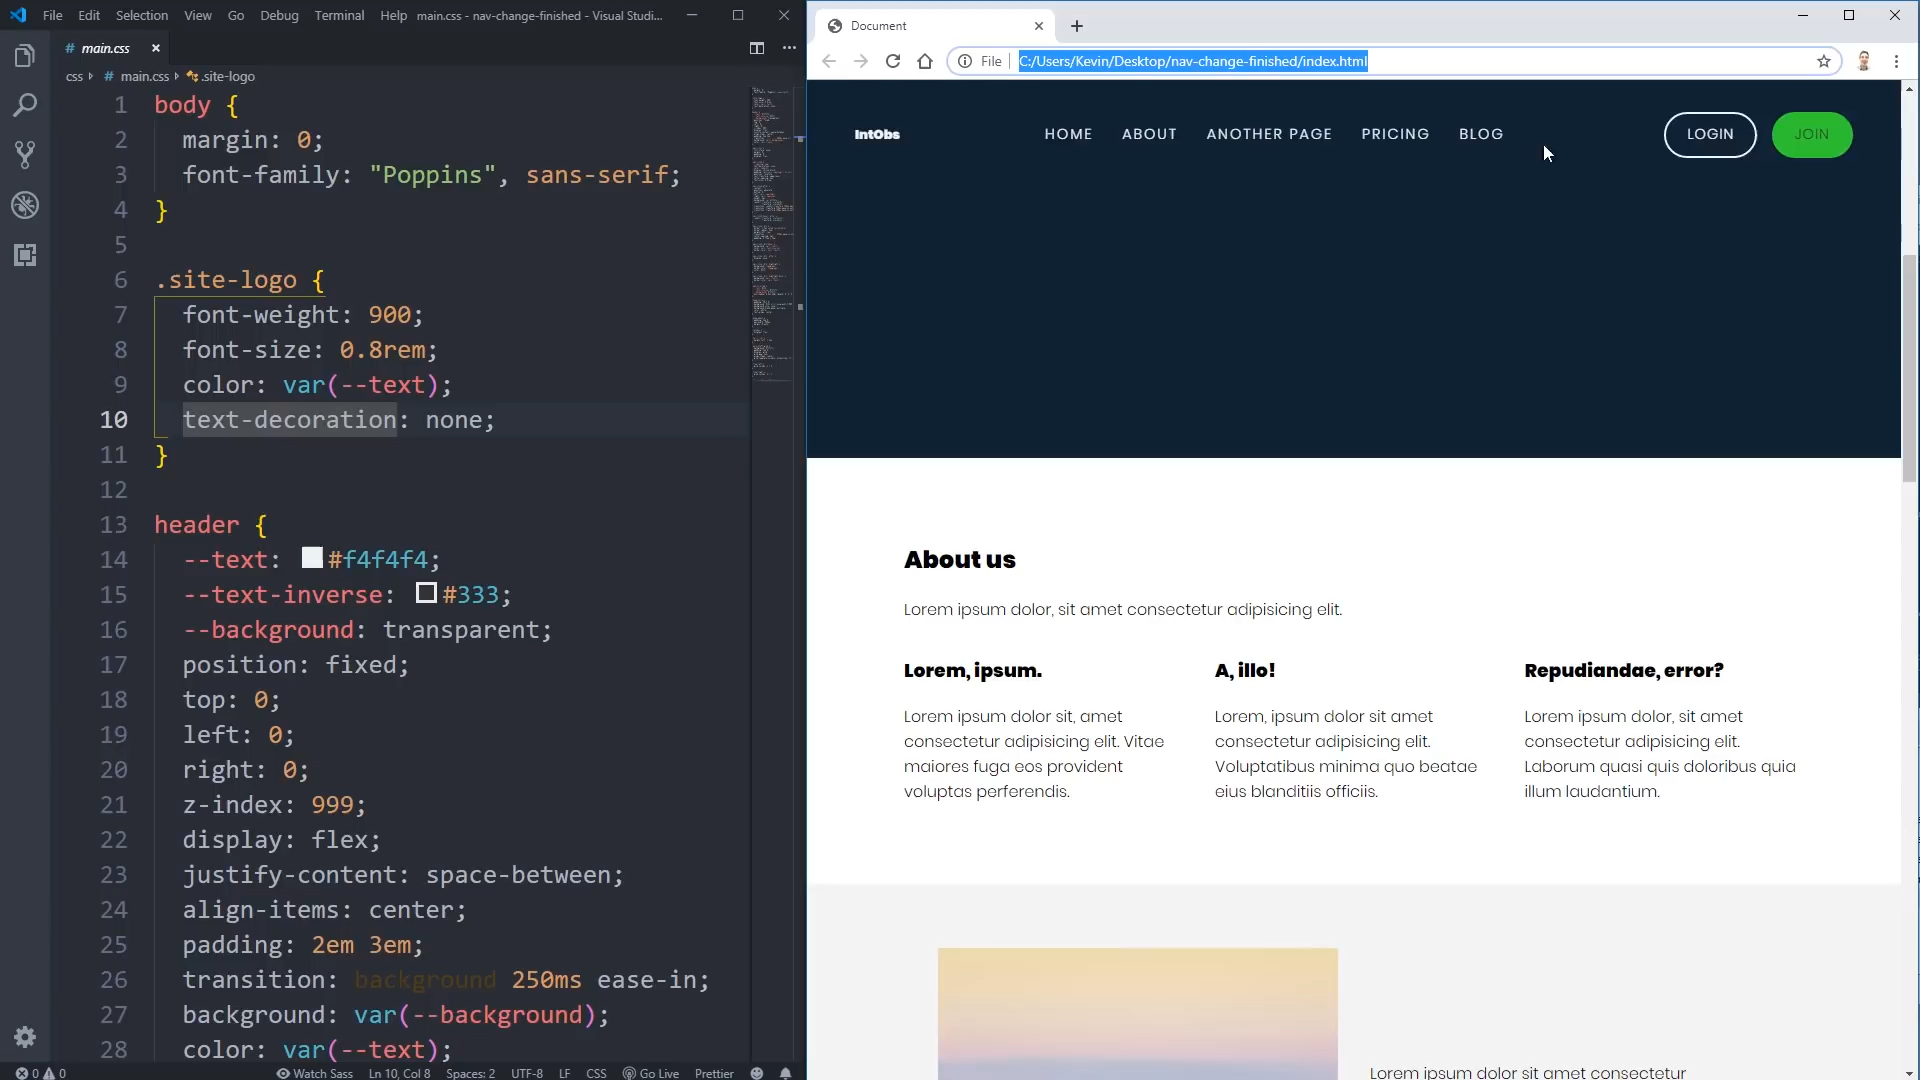 File Edit Selection View Go Debug Terminal Help main.css - nav-change-finished - Visual Studi...
# main.css
css main.css .site-logo
1 body {
2 margin: 0;
3 font-family: "Poppins", sans-serif;
4 }
5
6 .site-logo {
7 font-weight: 900;
8 font-size: 0.8rem;
9 color: var(--text);
10 text-decoration: none;
11 }
12
13 header {
14 --text: #f4f4f4;
15 --text-inverse: #333;
16 --background: transparent;
17 position: fixed;
18 top: 0;
19 left: 0;
20 right: 0;
21 z-index: 999;
22 display: flex;
23 justify-content: space-between;
24 align-items: center;
25 padding: 2em 3em;
26 transition: background 250ms ease-in;
27 background: var(--background);
28 color: var(--text);
0 0 Watch Sass Ln 10, Col 8 Spaces: 2 UTF-8 LF CSS Go Live Prettier
Document
File C:/Users/Kevin/Desktop/nav-change-finished/index.html
IntObs HOME ABOUT ANOTHER PAGE PRICING BLOG LOGIN JOIN
About us
Lorem ipsum dolor, sit amet consectetur adipisicing elit.
Lorem, ipsum.
Lorem ipsum dolor sit, amet
consectetur adipisicing elit. Vitae
maiores fuga eos provident
voluptas perferendis.
A, illo!
Lorem, ipsum dolor sit amet
consectetur adipisicing elit.
Voluptatibus minima quo beatae
eius blanditiis officiis.
Repudiandae, error?
Lorem ipsum dolor, sit amet
consectetur adipisicing elit.
Laborum quasi quis doloribus quia
illum laudantium.
Lorem ipsum dolor sit amet consectetur